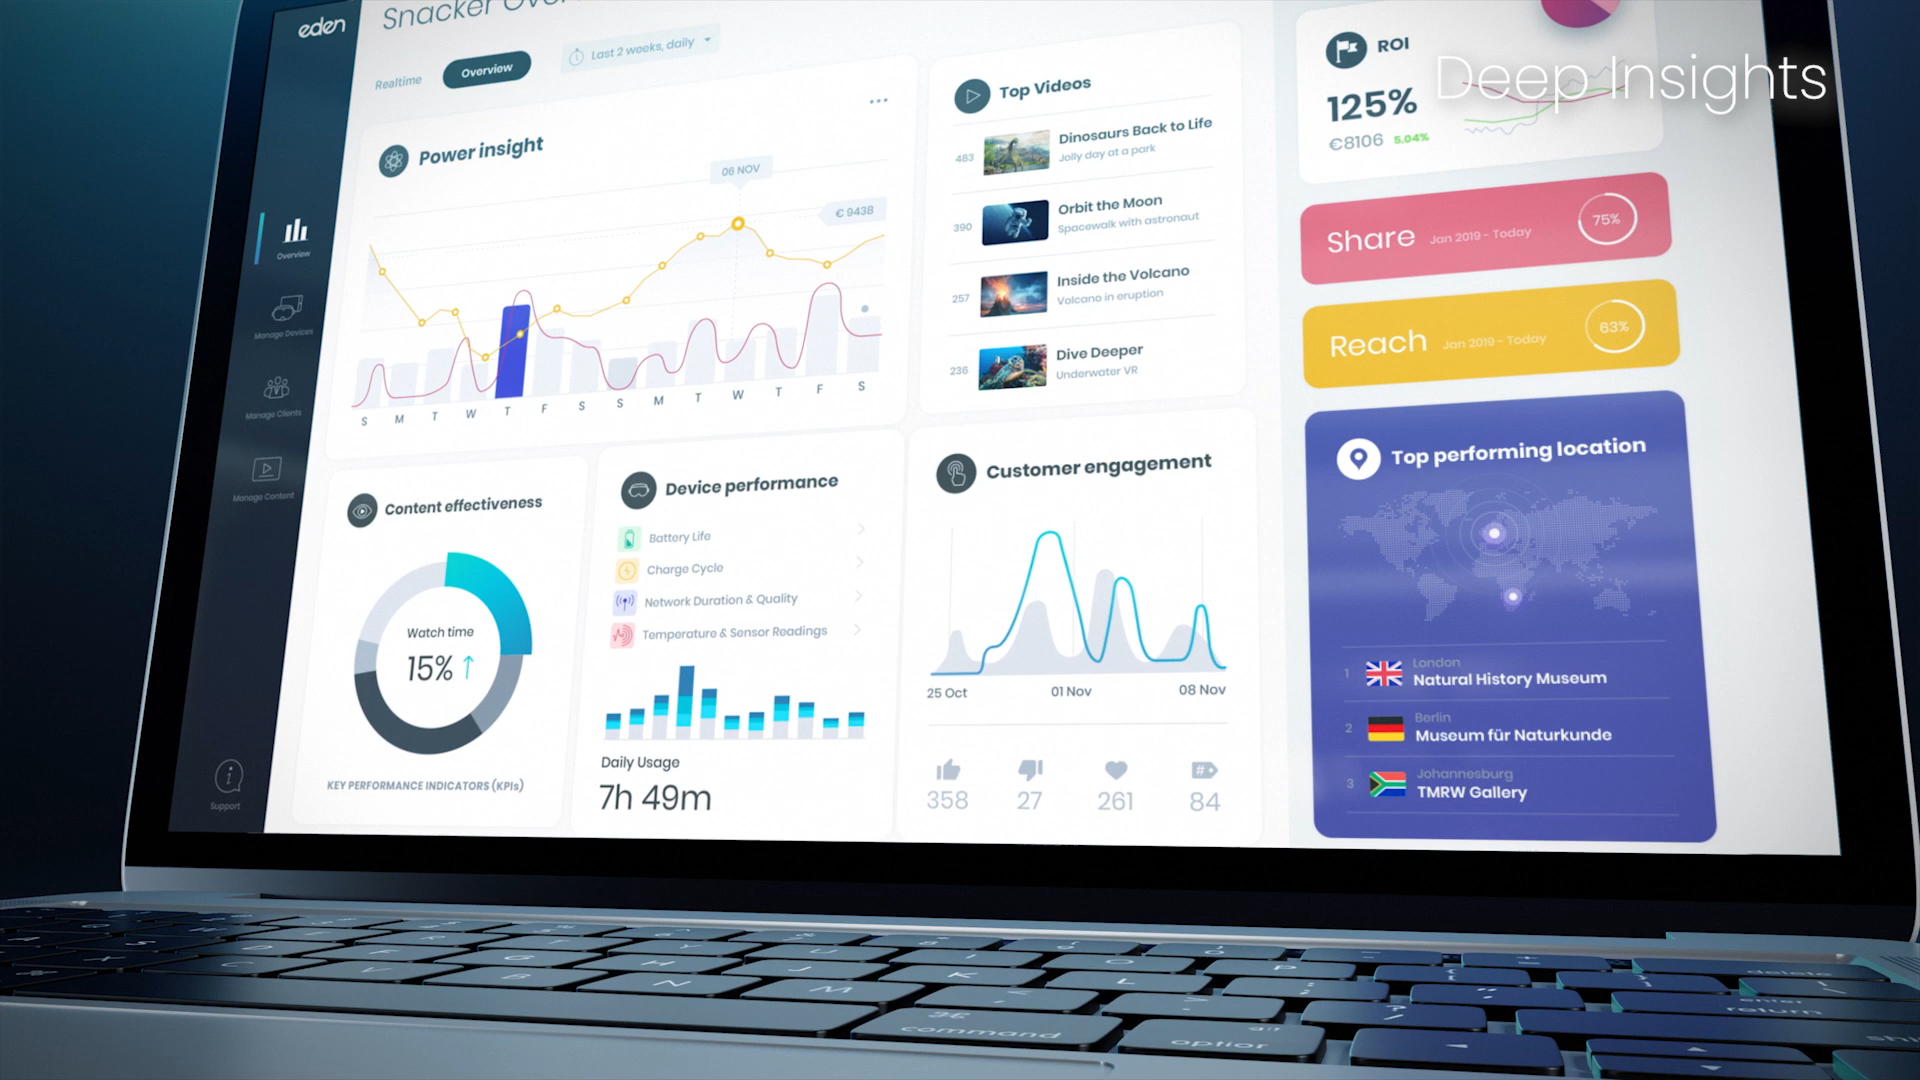 eden
Snacker
Realtime
Overview
Last 2 weeks, daily
Deep Insights
Overview
Manage Devices
Manage Clients
Manage Content
Support
Power insight
06 NOV
€ 9438
S M T W T F S S M T W T F S
Top Videos
483
Dinosaurs Back to Life
Jolly day at a park
390
Orbit the Moon
Spacewalk with astronaut
257
Inside the Volcano
Volcano in eruption
236
Dive Deeper
Underwater VR
ROI
125%
€8106 5.04%
Share Jan 2019 - Today 75%
Reach Jan 2019 - Today 63%
Content effectiveness
Watch time
15% ↑
KEY PERFORMANCE INDICATORS (KPIs)
Device performance
Battery Life
Charge Cycle
Network Duration & Quality
Temperature & Sensor Readings
Daily Usage
7h 49m
Customer engagement
25 Oct 01 Nov 08 Nov
358 27 261 84
Top performing location
1
London
Natural History Museum
2
Berlin
Museum für Naturkunde
3
Johannesburg
TMRW Gallery
delete
enter
return
command
alt
option